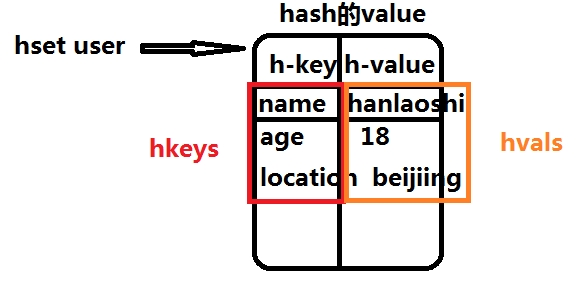 hash的value
hset user
h-key h-value
name hanlaoshi
age 18
hkeys
hvals
location beijiing